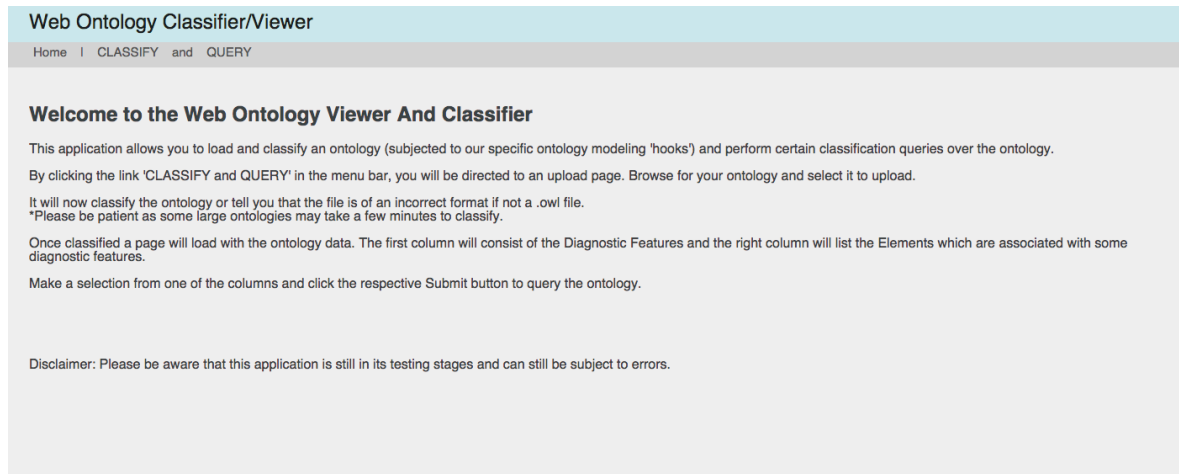 Web Ontology Classifier/Viewer
Home | CLASSIFY and QUERY
Welcome to the Web Ontology Viewer And Classifier
This application allows you to load and classify an ontology (subjected to our specific ontology modeling 'hooks') and perform certain classification queries over the ontology.
By clicking the link 'CLASSIFY and QUERY' in the menu bar, you will be directed to an upload page. Browse for your ontology and select it to upload.
It will now classify the ontology or tell you that the file is of an incorrect format if not a .owl file.
*Please be patient as some large ontologies may take a few minutes to classify.
Once classified a page will load with the ontology data. The first column will consist of the Diagnostic Features and the right column will list the Elements which are associated with some
diagnostic features.
Make a selection from one of the columns and click the respective Submit button to query the ontology.
Disclaimer: Please be aware that this application is still in its testing stages and can still be subject to errors.